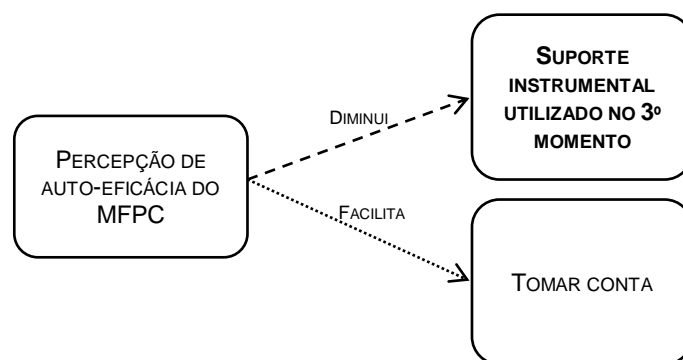 SUPORTE
INSTRUMENTAL
UTILIZADO NO 3º
MOMENTO
DIMINUI
PERCEPÇÃO DE
AUTO-EFICÁCIA DO
MFPC
FACILITA
TOMAR CONTA